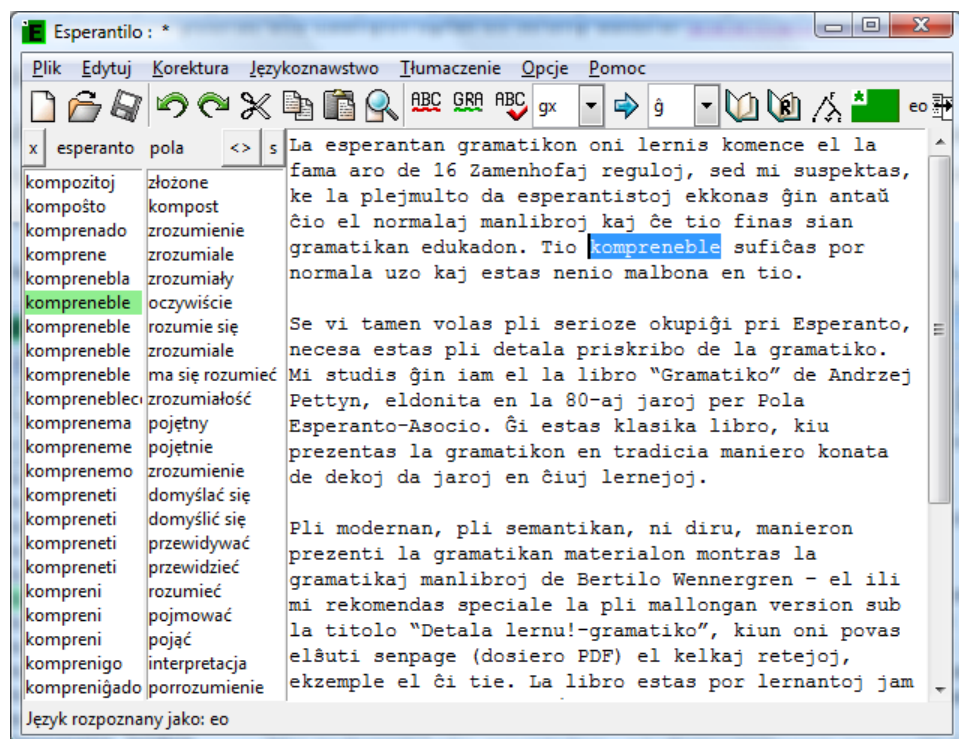 Esperantilo : *
Plik Edytuj Korektura Językoznawstwo Tłumaczenie Opcje Pomoc
ABC GRA ABC gx ĝ R * eo
x esperanto pola <> s
kompozitoj złożone
kompoŝto kompost
komprenado zrozumienie
komprene zrozumiale
komprenebla zrozumiały
kompreneble oczywiście
kompreneble rozumie się
kompreneble zrozumiale
kompreneble ma się rozumieć
komprenebleco zrozumiałość
komprenema pojętny
kompreneme pojętnie
komprenemo zrozumienie
kompreneti domyślać się
kompreneti domyślić się
kompreneti przewidywać
kompreneti przewidzieć
kompreni rozumieć
kompreni pojmować
kompreni pojąć
komprenigo interpretacja
kompreniĝado porrozumienie
La esperantan gramatikon oni lernis komence el la
fama aro de 16 Zamenhofaj reguloj, sed mi suspektas,
ke la plejmulto da esperantistoj ekkonas ĝin antaŭ
ĉio el normalaj manlibroj kaj ĉe tio finas sian
gramatikan edukadon. Tio kompreneble sufiĉas por
normala uzo kaj estas nenio malbona en tio.
Se vi tamen volas pli serioze okupiĝi pri Esperanto,
necesa estas pli detala priskribo de la gramatiko.
Mi studis ĝin iam el la libro “Gramatiko” de Andrzej
Pettyn, eldonita en la 80-aj jaroj per Pola
Esperanto-Asocio. Ĝi estas klasika libro, kiu
prezentas la gramatikon en tradicia maniero konata
de dekoj da jaroj en ĉiuj lernejoj.
Pli modernan, pli semantikan, ni diru, manieron
prezenti la gramatikan materialon montras la
gramatikaj manlibroj de Bertilo Wennergren – el ili
mi rekomendas speciale la pli mallongan version sub
la titolo “Detala lernu!-gramatiko”, kiun oni povas
elŝuti senpage (dosiero PDF) el kelkaj retejoj,
ekzemple el ĉi tie. La libro estas por lernantoj jam
Język rozpoznany jako: eo